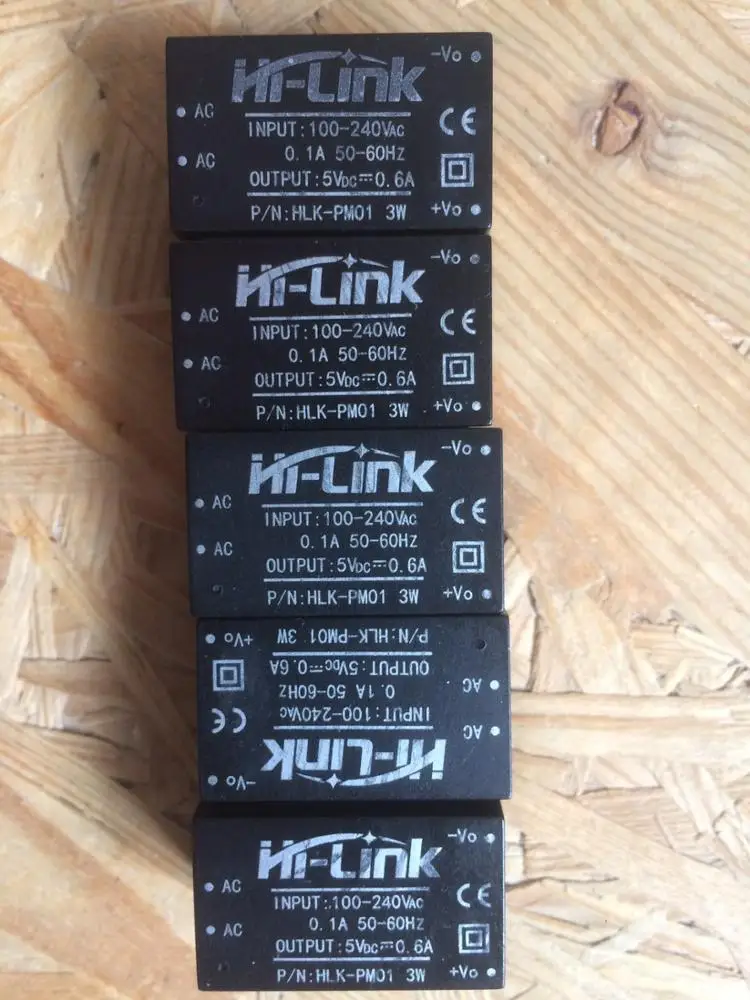 Hi-Link
-Vo
AC
INPUT:100-240VAC
CE
AC
0.1A 50-60HZ
OUTPUT:5VDC⎓0.6A
P/N:HLK-PM01 3W
+Vo
Hi-Link
-Vo
AC
INPUT:100-240VAC
CE
AC
0.1A 50-60HZ
OUTPUT:5VDC⎓0.6A
P/N:HLK-PM01 3W
+Vo
Hi-Link
-Vo
AC
INPUT:100-240VAC
CE
AC
0.1A 50-60HZ
OUTPUT:5VDC⎓0.6A
P/N:HLK-PM01 3W
+Vo
Hi-Link
-Vo
AC
INPUT:100-240VAC
CE
AC
0.1A 50-60HZ
OUTPUT:5VDC⎓0.6A
P/N:HLK-PM01 3W
+Vo
Hi-Link
-Vo
AC
INPUT:100-240VAC
CE
AC
0.1A 50-60HZ
OUTPUT:5VDC⎓0.6A
P/N:HLK-PM01 3W
+Vo